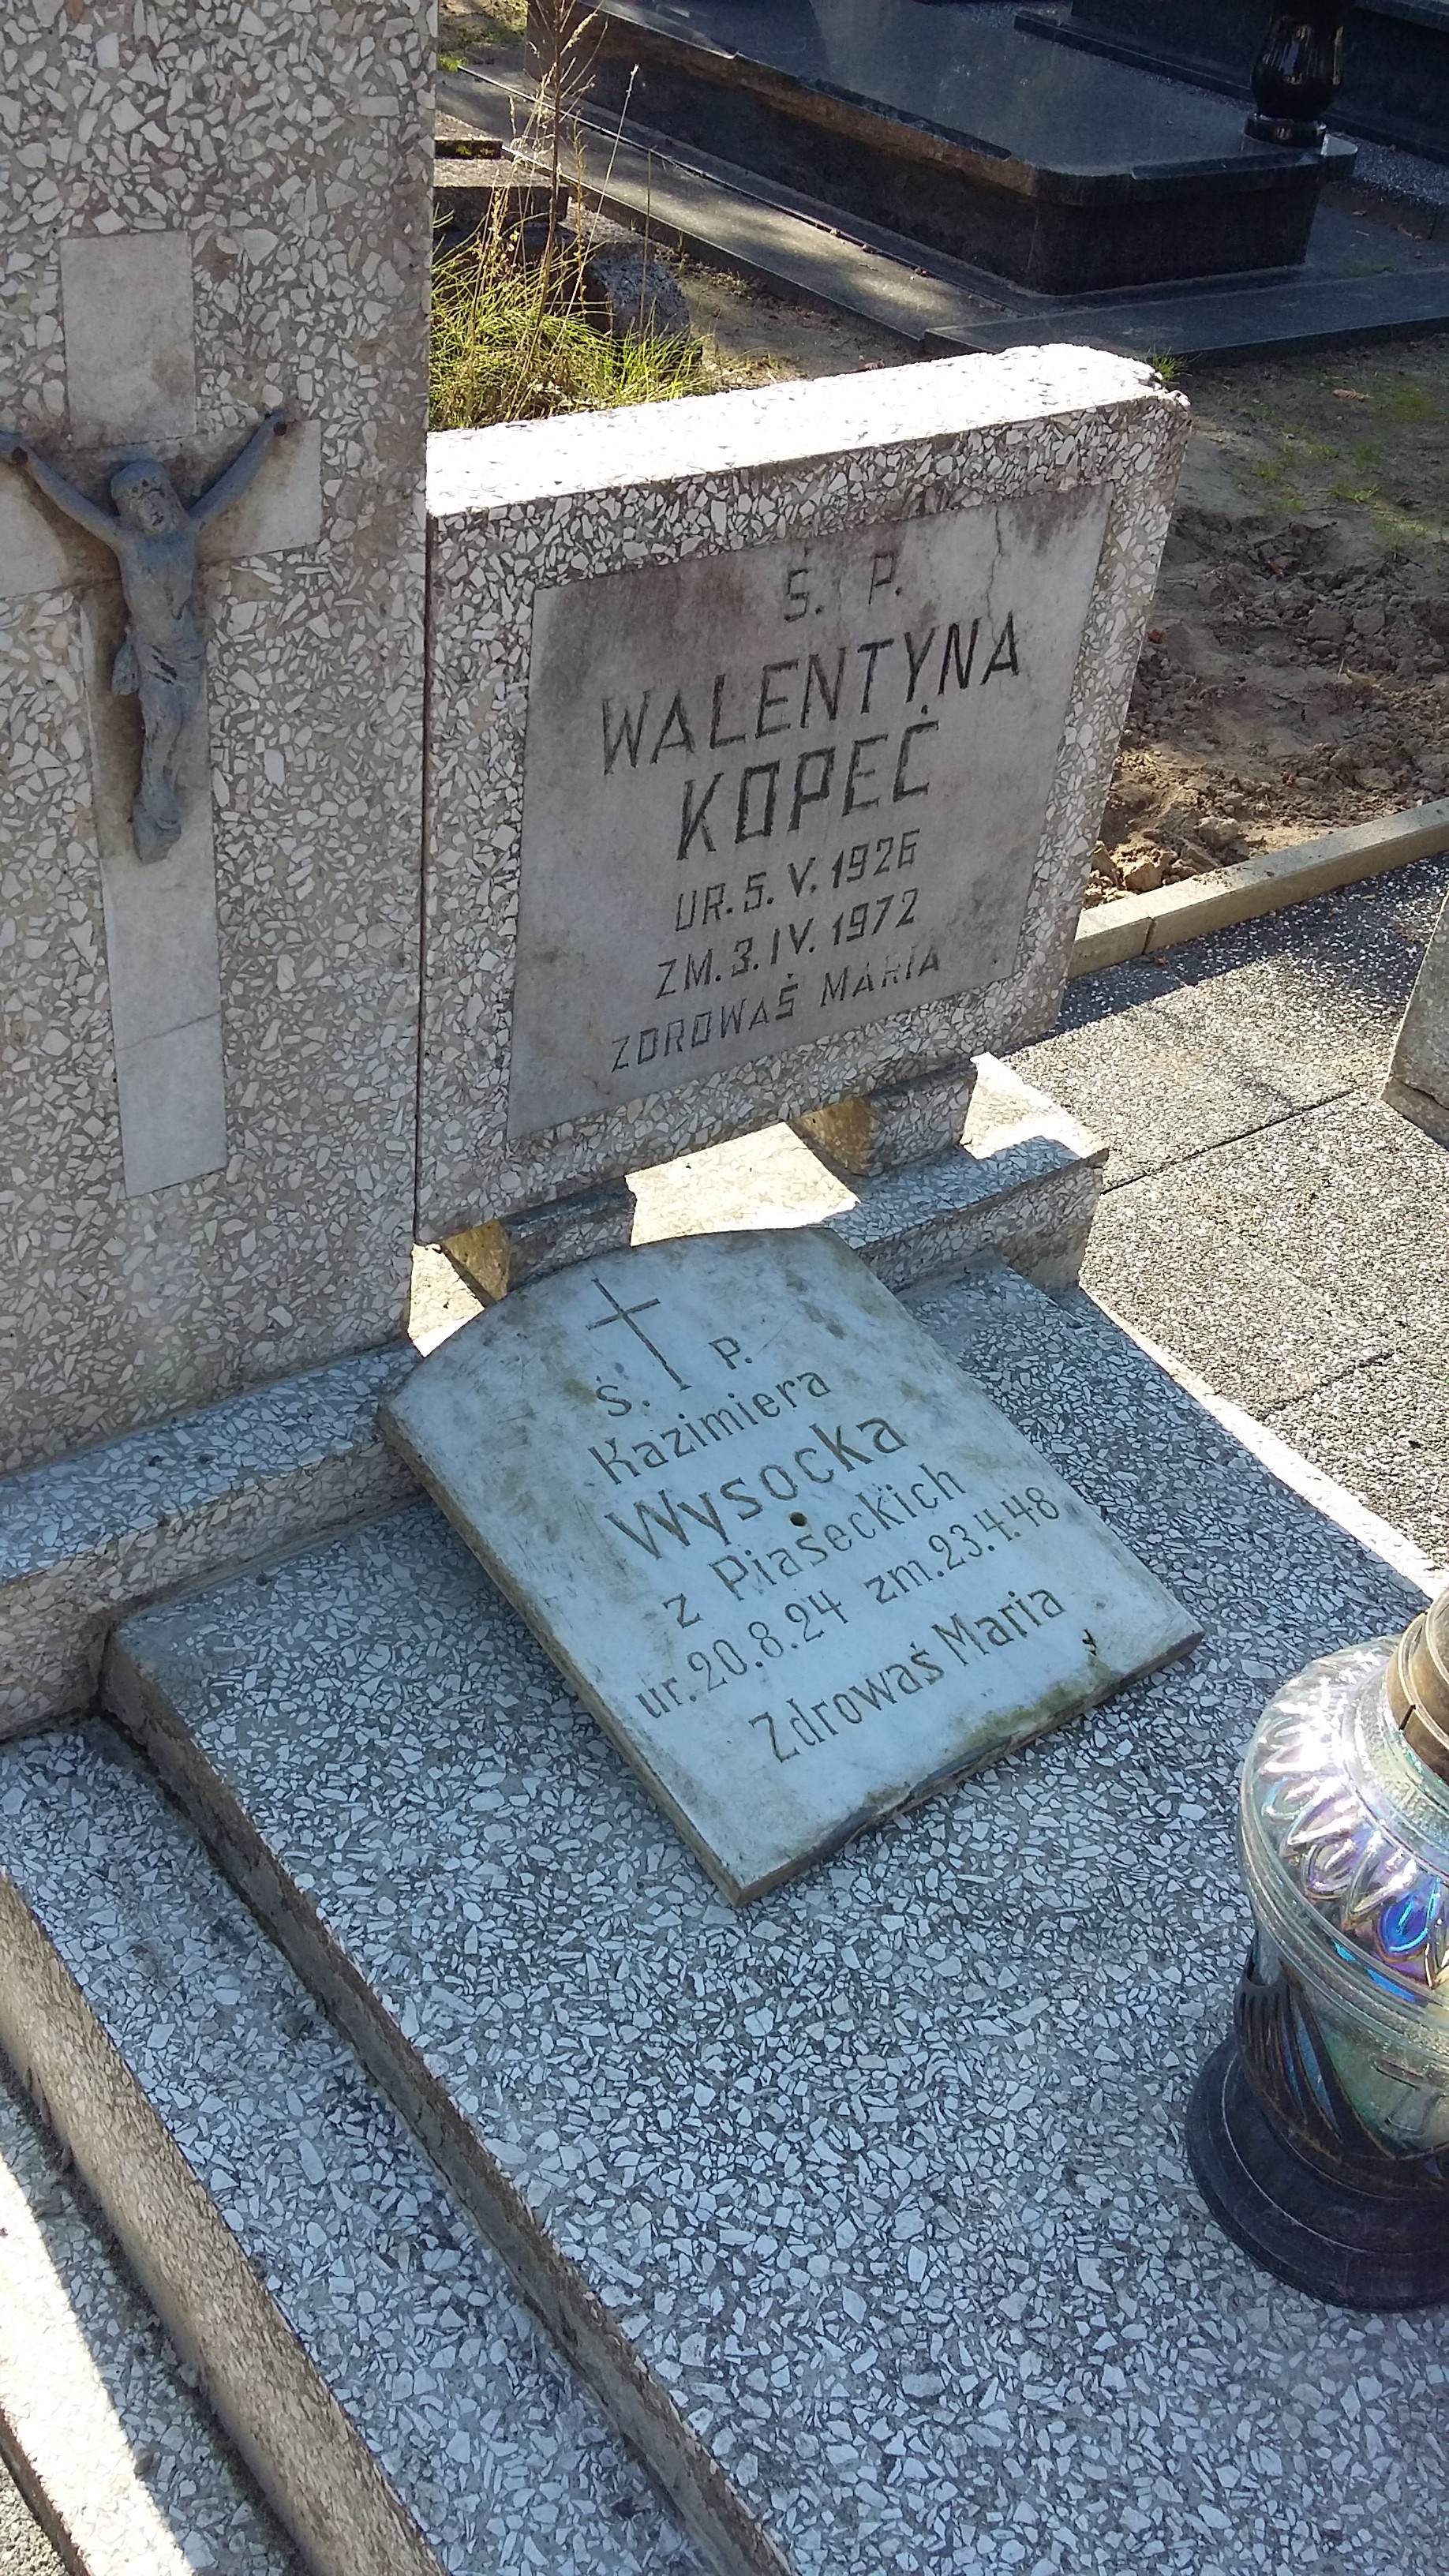 Ś. P.
WALENTYNA
KOPEĆ
UR. 5. V. 1926
ZM. 3. IV. 1972
ZDROWAŚ MARIA
Ś. P.
Kazimiera
Wysocka
z Piaseckich
ur. 20.8.24 zm. 23.4.48
Zdrowaś Maria